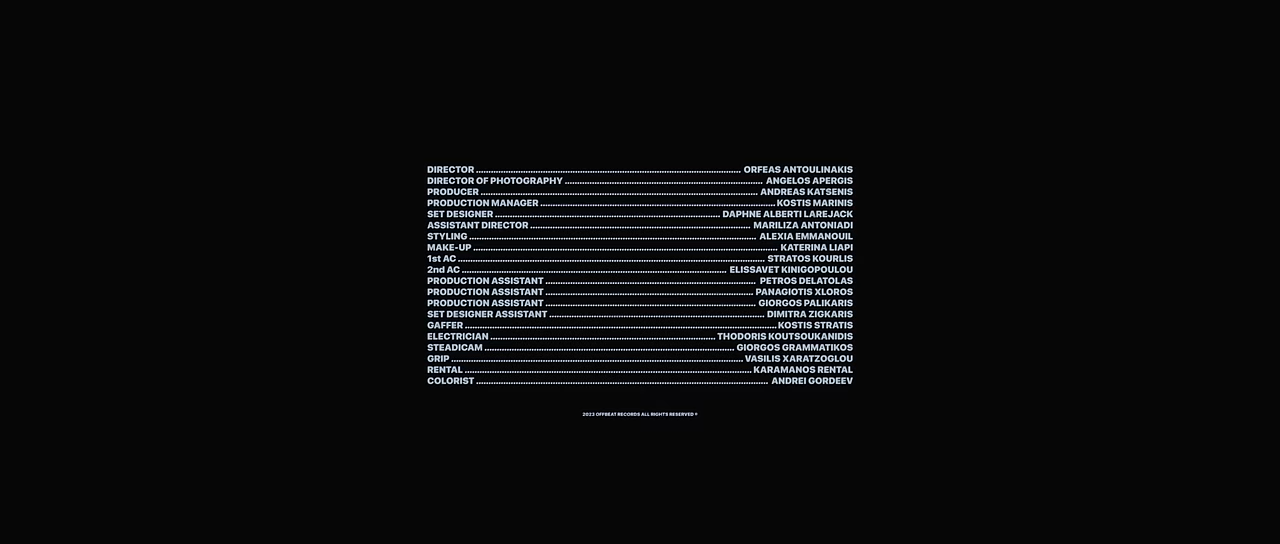 DIRECTOR ........ ORFEAS ANTOULINAKIS
DIRECTOR OF PHOTOGRAPHY ........ ANGELOS APERGIS
PRODUCER ........ ANDREAS KATSENIS
PRODUCTION MANAGER ........ KOSTIS MARINIS
SET DESIGNER ........ DAPHNE ALBERTI LAREJACK
ASSISTANT DIRECTOR ........ MARILIZA ANTONIADI
STYLING ........ ALEXIA EMMANOUIL
MAKE-UP ........ KATERINA LIAPI
1st AC ........ STRATOS KOURLIS
2nd AC ........ ELISSAVET KINIGOPOULOU
PRODUCTION ASSISTANT ........ PETROS DELATOLAS
PRODUCTION ASSISTANT ........ PANAGIOTIS XLOROS
PRODUCTION ASSISTANT ........ GIORGOS PALIKARIS
SET DESIGNER ASSISTANT ........ DIMITRA ZIGKARIS
GAFFER ........ KOSTIS STRATIS
ELECTRICIAN ........ THODORIS KOUTSOUKANIDIS
STEADICAM ........ GIORGOS GRAMMATIKOS
GRIP ........ VASILIS XARATZOGLOU
RENTAL ........ KARAMANOS RENTAL
COLORIST ........ ANDREI GORDEEV
2023 OFFBEAT RECORDS ALL RIGHTS RESERVED ®